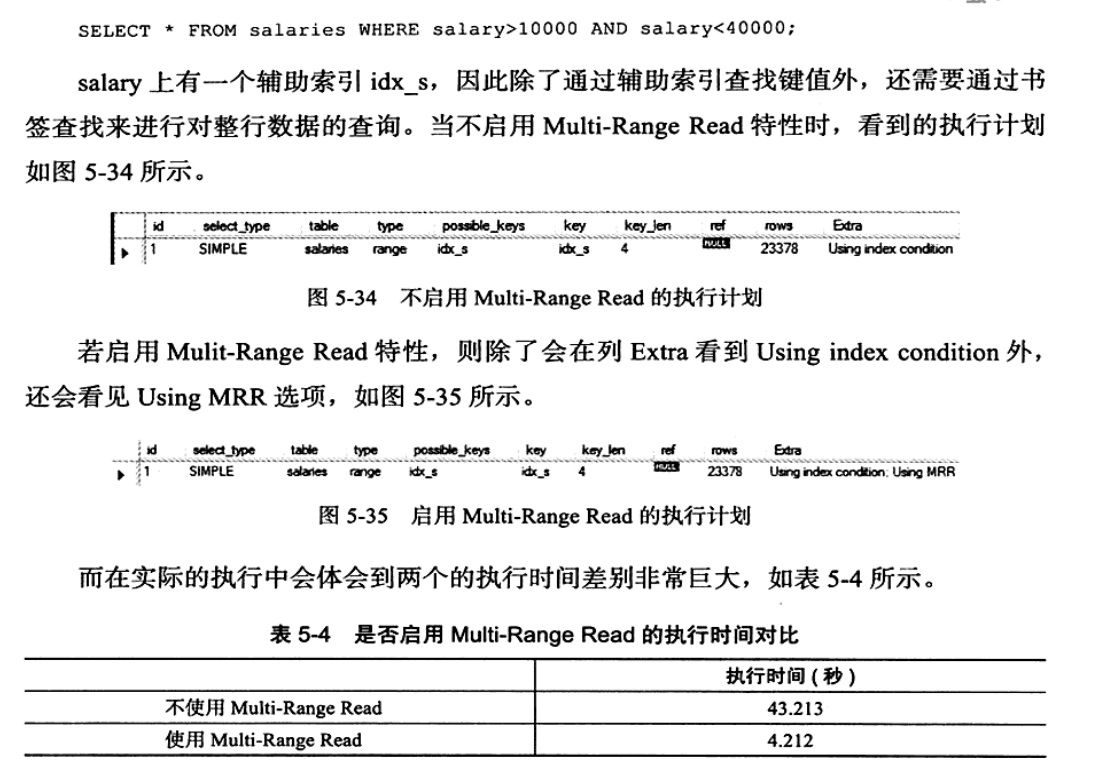 SELECT * FROM salaries WHERE salary>10000 AND salary<40000;
salary 上有一个辅助索引 idx_s，因此除了通过辅助索引查找键值外，还需要通过书
签查找来进行对整行数据的查询。当不启用 Multi-Range Read 特性时，看到的执行计划
如图 5-34 所示。
id select_type table type possible_keys key key_len ref rows Extra
1 SIMPLE salaries range idx_s idx_s 4 NULL 23378 Using index condition
图 5-34 不启用 Multi-Range Read 的执行计划
若启用 Mulit-Range Read 特性，则除了会在列 Extra 看到 Using index condition 外，
还会看见 Using MRR 选项，如图 5-35 所示。
id select_type table type possible_keys key key_len ref rows Extra
1 SIMPLE salaries range idx_s idx_s 4 NULL 23378 Using index condition; Using MRR
图 5-35 启用 Multi-Range Read 的执行计划
而在实际的执行中会体会到两个的执行时间差别非常巨大，如表 5-4 所示。
表 5-4 是否启用 Multi-Range Read 的执行时间对比
执行时间（秒）
不使用 Multi-Range Read 43.213
使用 Multi-Range Read 4.212